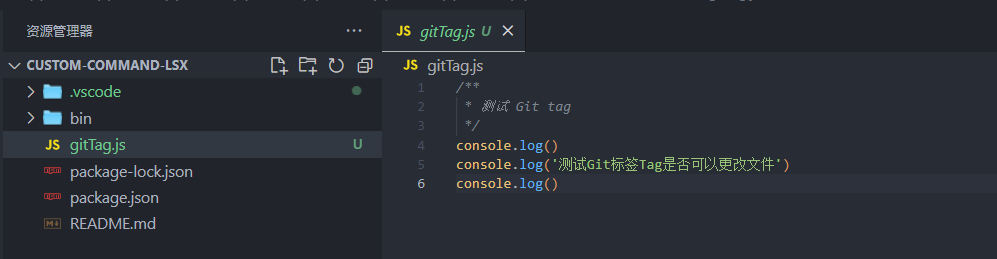 资源管理器
CUSTOM-COMMAND-LSX
.vscode
bin
JS gitTag.js U
package-lock.json
package.json
README.md
JS gitTag.js U
JS gitTag.js
1 /**
2 * 测试 Git tag
3 */
4 console.log()
5 console.log('测试Git标签Tag是否可以更改文件')
6 console.log()